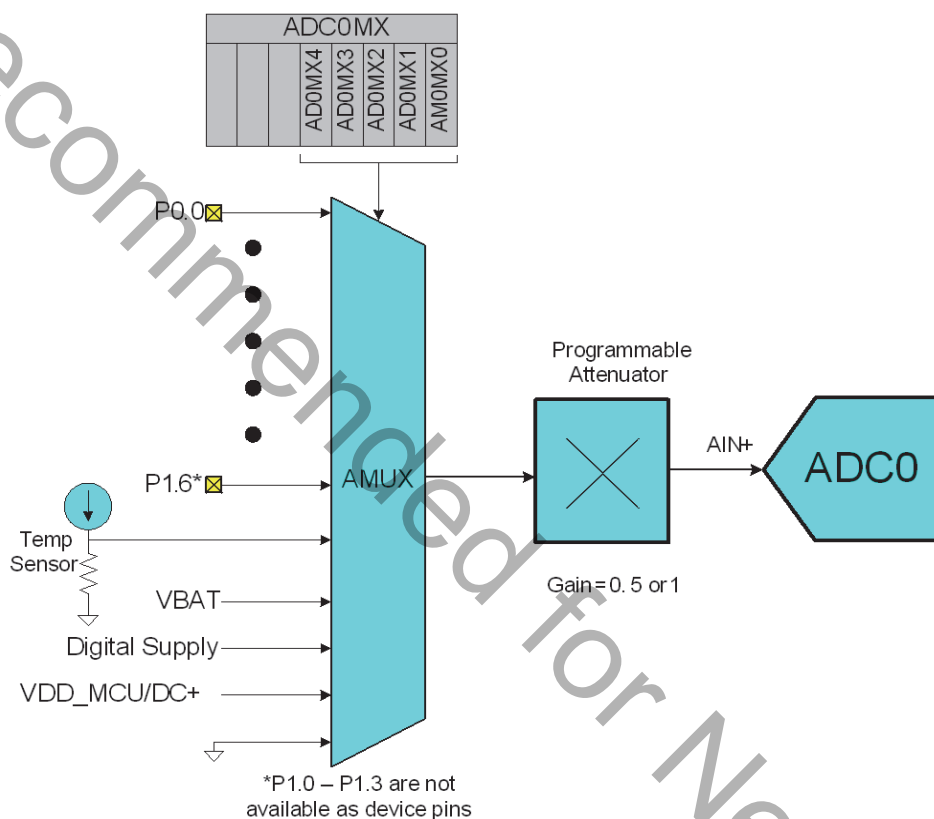 ADC0MX
AD0MX4
AD0MX3
AD0MX2
AD0MX1
AM0MX0
P0.0
Programmable
Attenuator
AIN+
ADC0
P1.6*
AMUX
Temp
Sensor
Gain=0.5 or 1
VBAT
Digital Supply
VDD_MCU/DC+
*P1.0 – P1.3 are not
available as device pins
ecommended for Ne